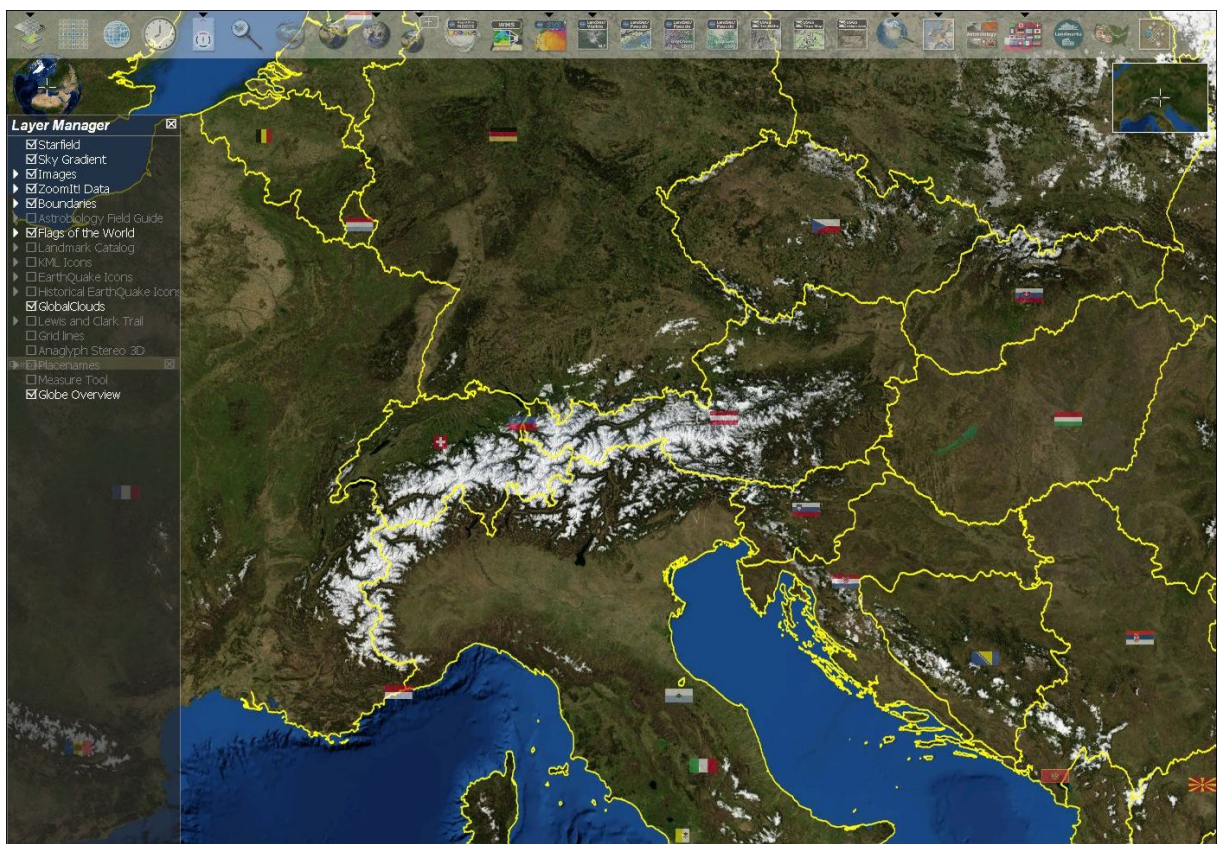 WMS
Astrobiology
Landmarks
Layer Manager
Starfield
Sky Gradient
Images
ZoomIt! Data
Boundaries
Astrobiology Field Guide
Flags of the World
Landmark Catalog
KML Icons
EarthQuake Icons
Historical EarthQuake Icons
GlobalClouds
Lewis and Clark Trail
Grid lines
Anaglyph Stereo 3D
Placenames
Measure Tool
Globe Overview